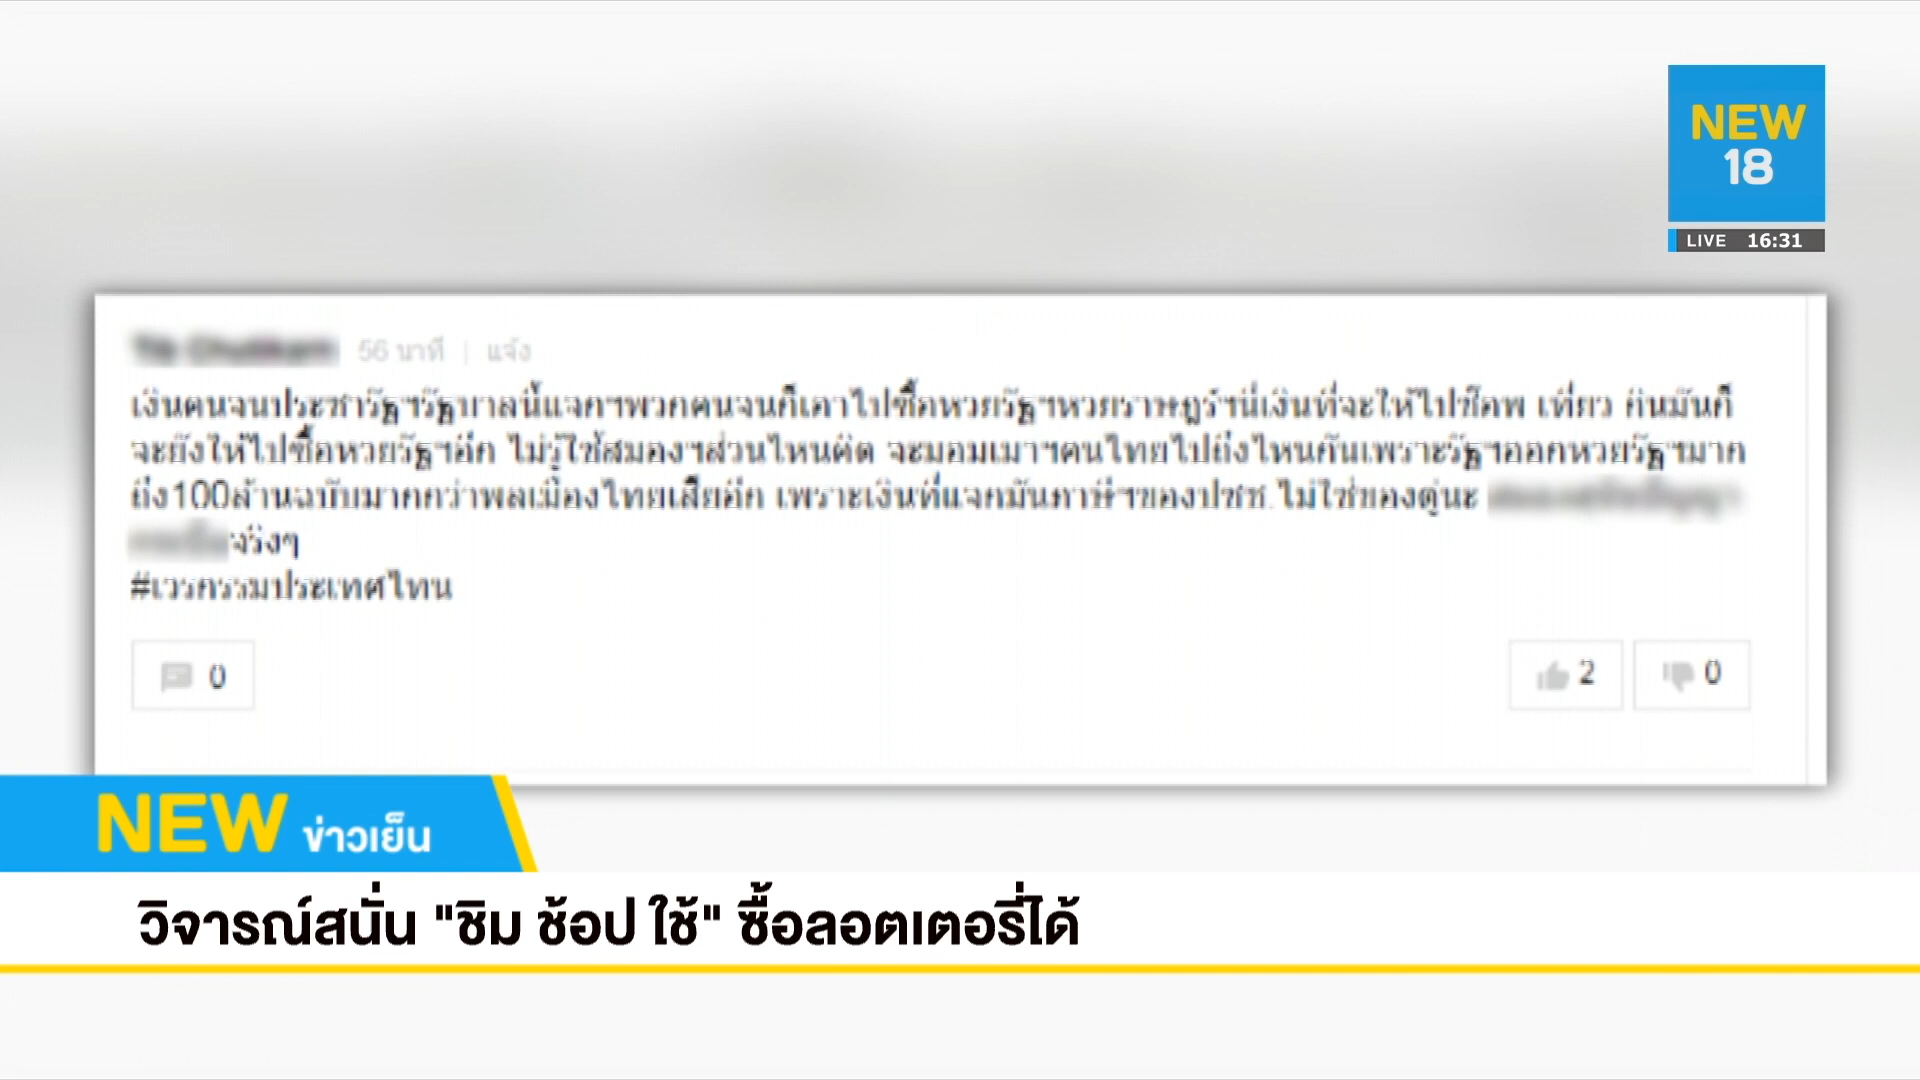 NEW
18
LIVE 16:31
56 นาที | แจ้ง
เงินคนจนประชารัฐฯรัฐบาลนี้แจกฯพวกคนจนก็เอาไปซื้อหวยรัฐฯหวยราษฎร์ฯนี่เงินที่จะให้ไปช๊อพ เที่ยว กินมันก็
จะยังให้ไปซื้อหวยรัฐฯอีก ไม่รู้ใช้สมองฯส่วนไหนคิด จะมอมเมาฯคนไทยไปถึงไหนกันเพราะรัฐฯออกหวยรัฐฯมาก
ถึง100ล้านฉบับมากกว่าพลเมืองไทยเสียอีก เพราะเงินที่แจกมันภาษีฯของปชช.ไม่ใช่ของตู่นะ
จริงๆ
#เวรกรรมประเทศไทน
0
2
0
NEW ข่าวเย็น
วิจารณ์สนั่น "ชิม ช้อป ใช้" ซื้อลอตเตอรี่ได้